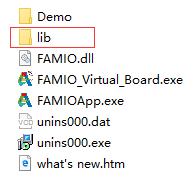 Demo
lib
FAMIO.dll
FAMIO_Virtual_Board.exe
FAMIOApp.exe
unins000.dat
unins000.exe
what's new.htm